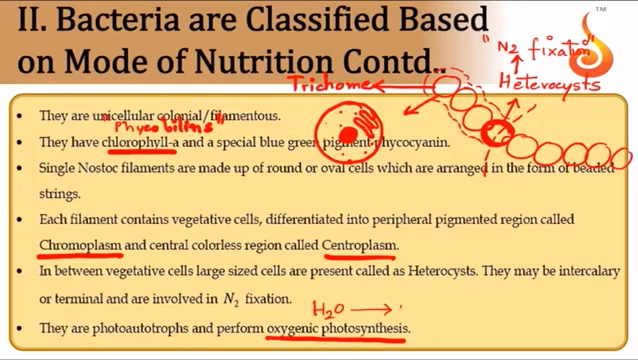 II. Bacteria are Classified Based
on Mode of Nutrition Contd..
TM
"N2 fixation"
Heterocysts
Trichome
They are unicellular colonial/filamentous.
"Phycobilins"
They have chlorophyll-a and a special blue green pigment-phycocyanin.
Single Nostoc filaments are made up of round or oval cells which are arranged in the form of beaded
strings.
Each filament contains vegetative cells, differentiated into peripheral pigmented region called
Chromoplasm and central colorless region called Centroplasm.
In between vegetative cells large sized cells are present called as Heterocysts. They may be intercalary
or terminal and are involved in N2 fixation.
H2O →
They are photoautotrophs and perform oxygenic photosynthesis.